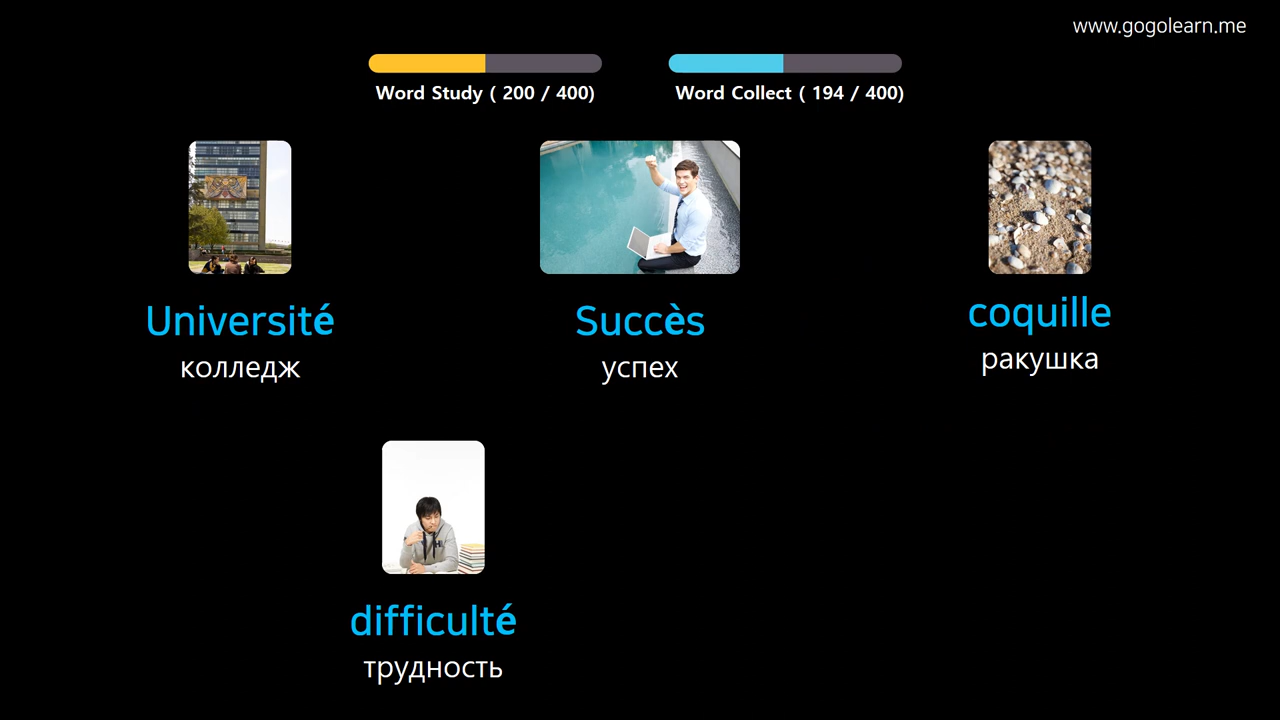 www.gogolearn.me
Word Study ( 200 / 400)
Word Collect ( 194 / 400)
Université
колледж
Succès
успех
coquille
ракушка
difficulté
трудность